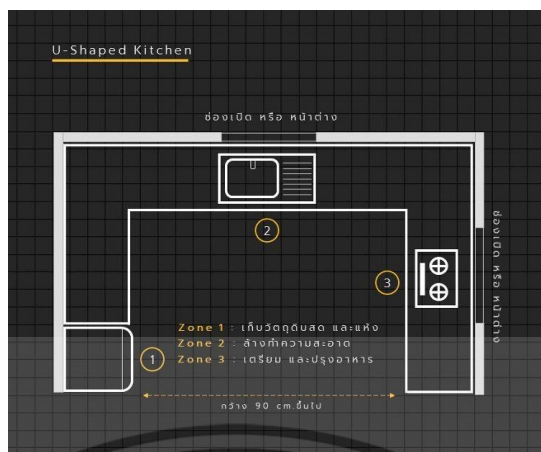 U-Shaped Kitchen
ช่องเปิด หรือ หน้าต่าง
2
ช่องเปิด หรือ หน้าต่าง
3
Zone 1 : เก็บวัตถุดิบสด และแห้ง
Zone 2 : ล้างทำความสะอาด
1
Zone 3 : เตรียม และปรุงอาหาร
กว้าง 90 cm.ขึ้นไป